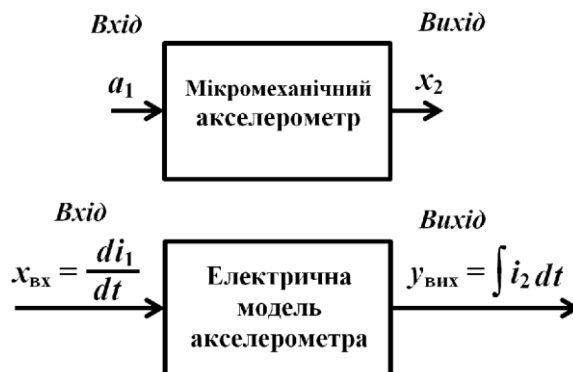 Вхід Вихід
a₁ Мікромеханічний x₂
акселерометр
Вхід Вихід
xвх = di₁/dt Електрична yвих = ∫ i₂ dt
модель
акселерометра